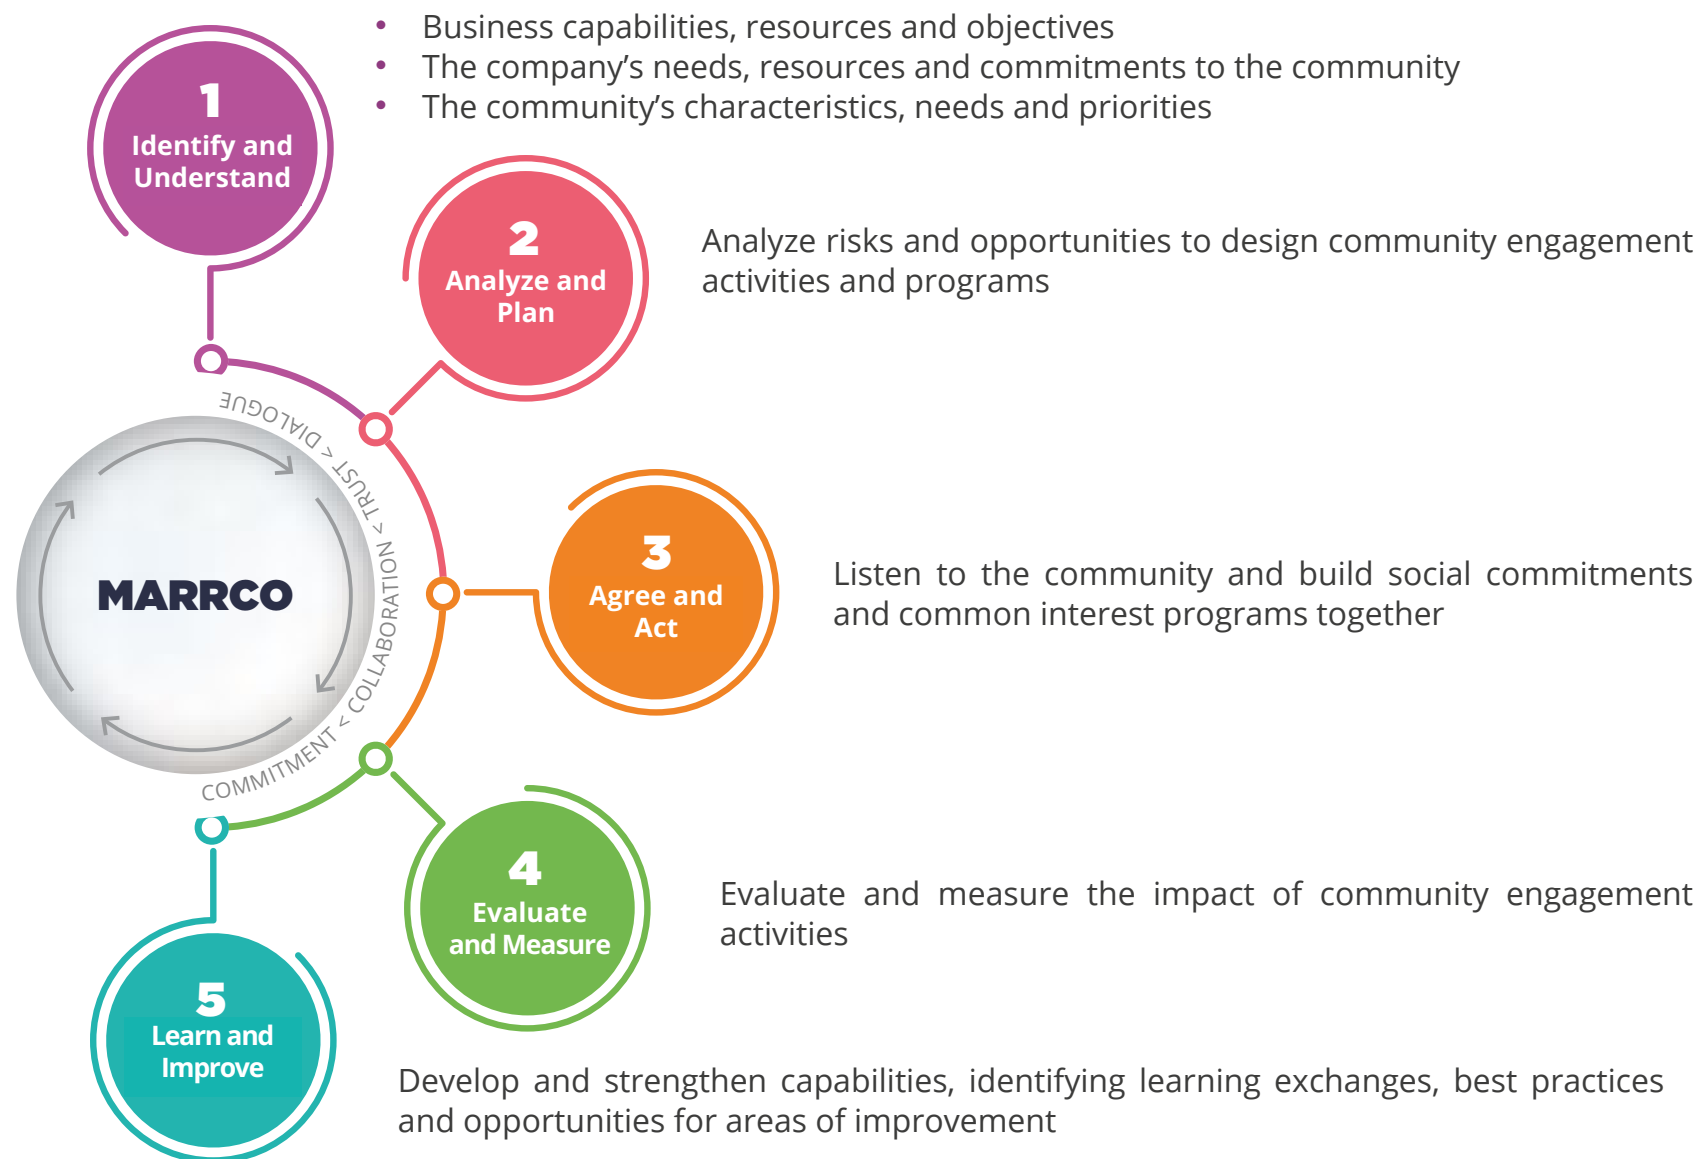 • Business capabilities, resources and objectives
• The company’s needs, resources and commitments to the community
• The community’s characteristics, needs and priorities
1
Identify and
Understand
2
Analyze and
Plan
Analyze risks and opportunities to design community engagement
activities and programs
COMMITMENT < COLLABORATION < TRUST < DIALOGUE
MARRCO
3
Agree and
Act
Listen to the community and build social commitments
and common interest programs together
4
Evaluate
and Measure
Evaluate and measure the impact of community engagement
activities
5
Learn and
Improve
Develop and strengthen capabilities, identifying learning exchanges, best practices
and opportunities for areas of improvement